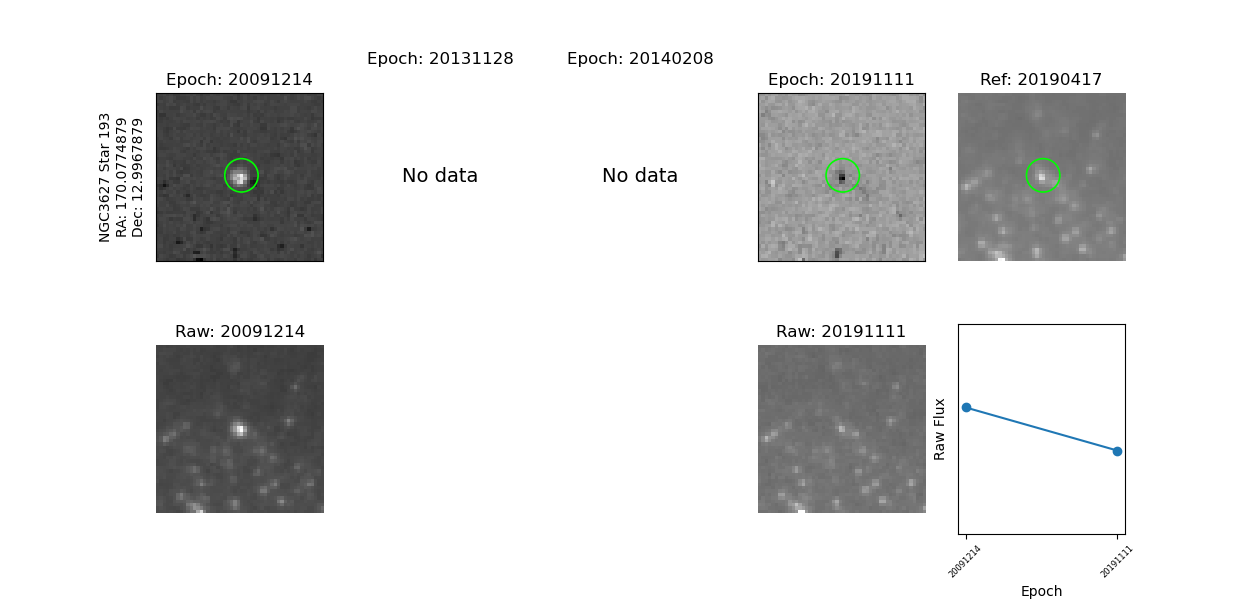 Epoch: 20131128
Epoch: 20140208
Epoch: 20091214
Epoch: 20191111
Ref: 20190417
NGC3627 Star 193
RA: 170.0774879
Dec: 12.9967879
No data
No data
Raw: 20091214
Raw: 20191111
Raw Flux
20091214
20191111
Epoch